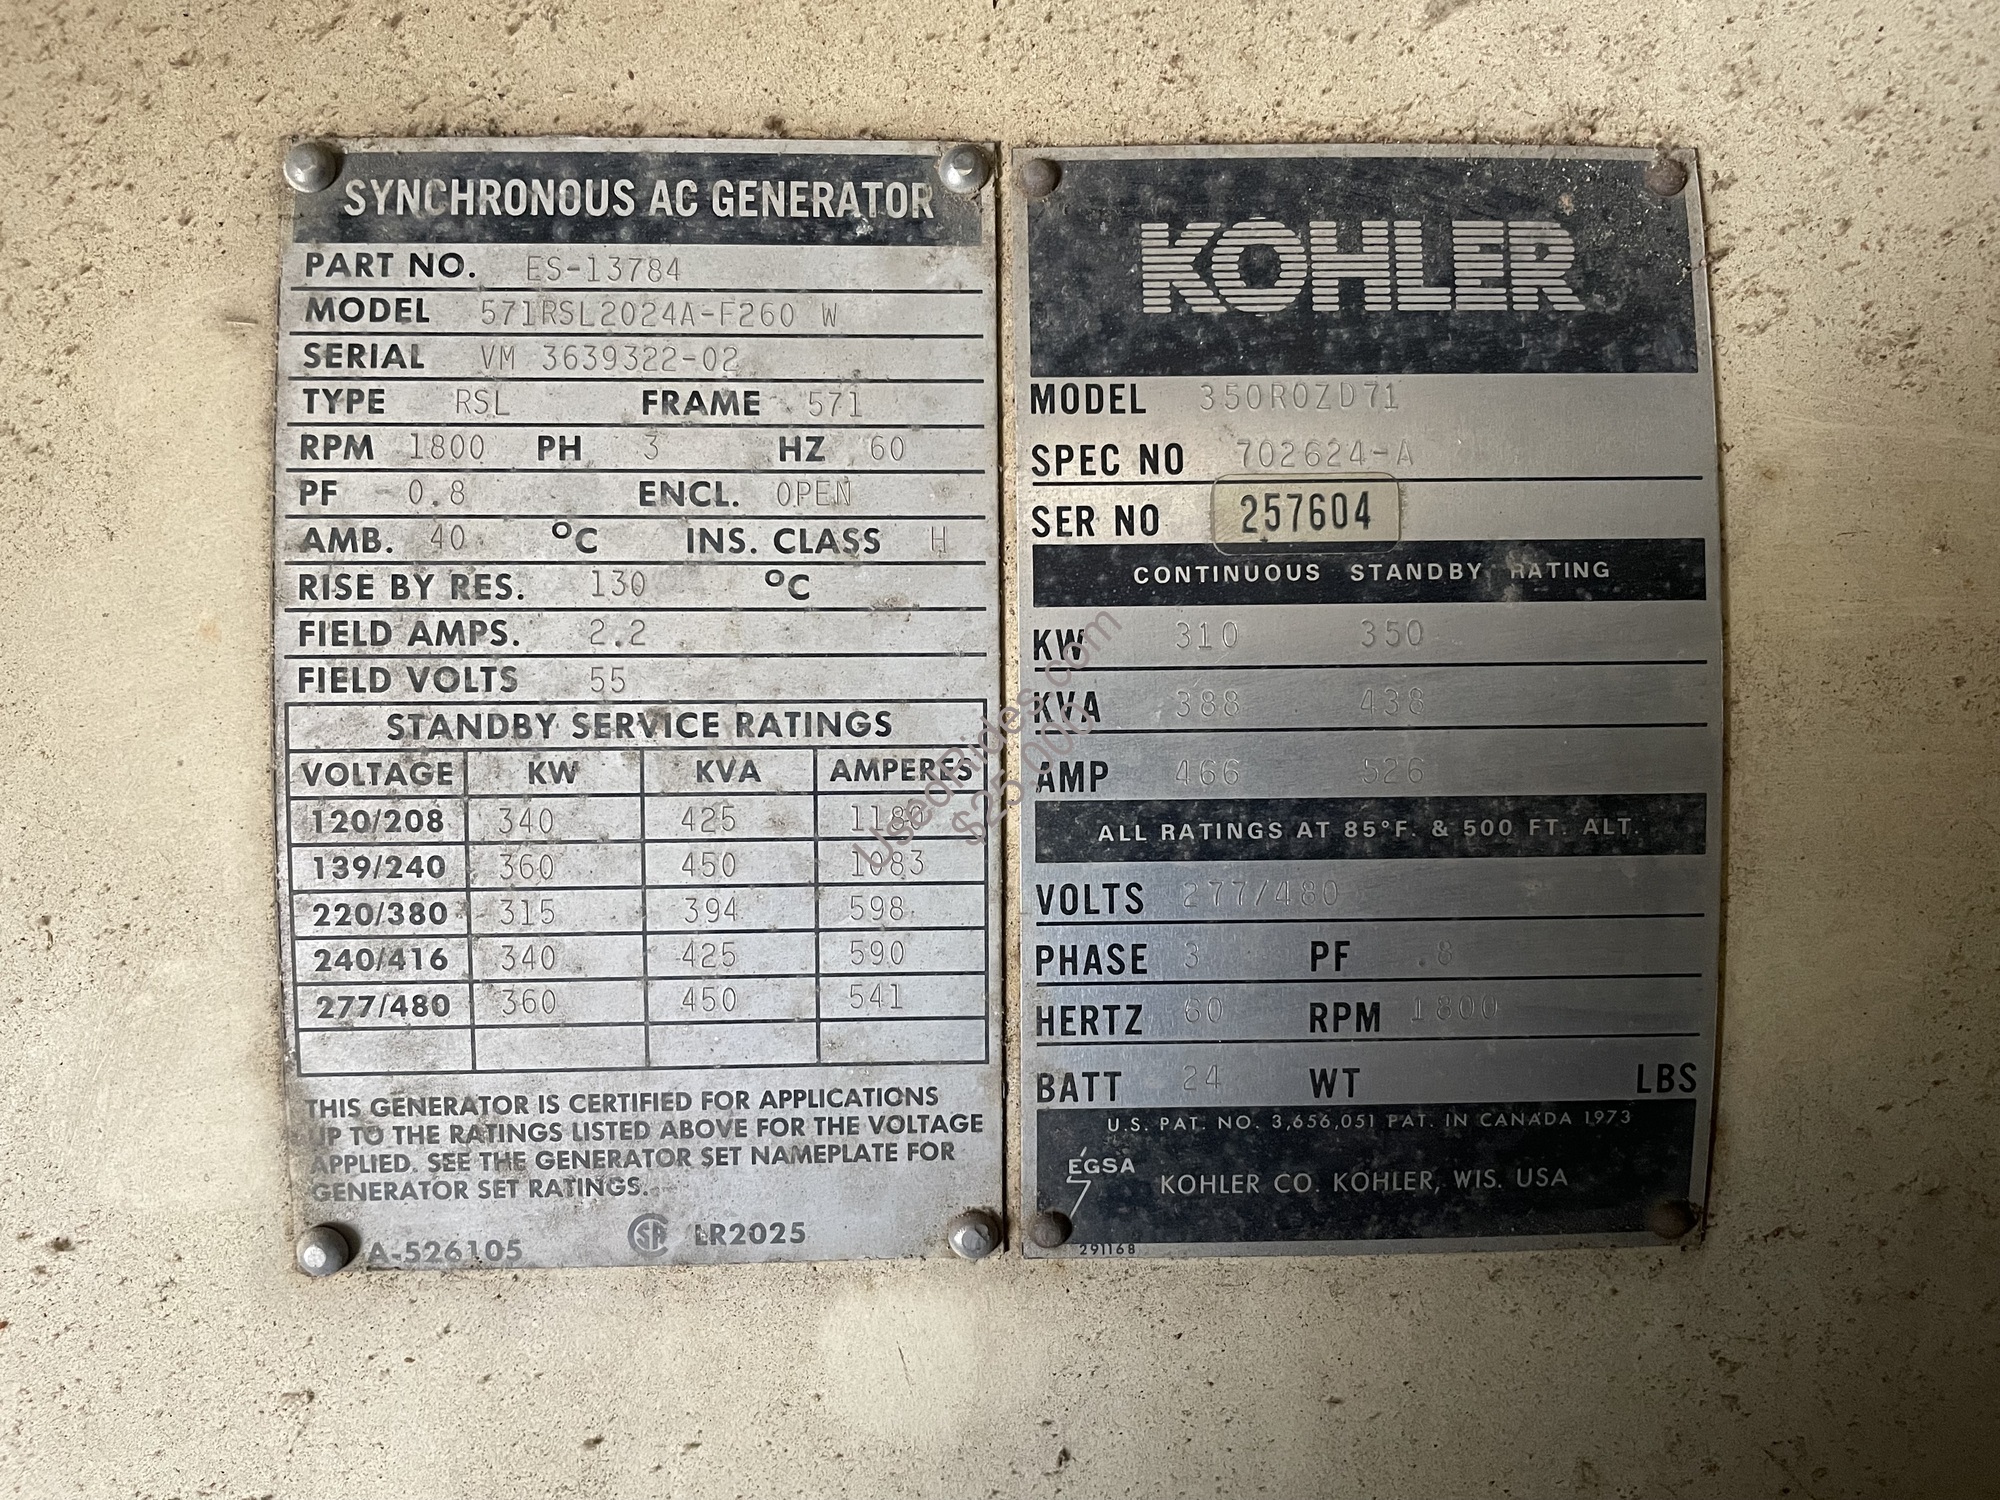 SYNCHRONOUS AC GENERATOR
PART NO. ES-13784
MODEL 571RSL2024A-F260 W
SERIAL VM 3639322-02
TYPE RSL FRAME 571
RPM 1800 PH 3 HZ 60
PF 0.8 ENCL. OPEN
AMB. 40 °C INS. CLASS H
RISE BY RES. 130 °C
FIELD AMPS. 2.2
FIELD VOLTS 55
STANDBY SERVICE RATINGS
VOLTAGE KW KVA AMPERES
120/208 340 425 1180
139/240 360 450 1083
220/380 315 394 598
240/416 340 425 590
277/480 360 450 541
THIS GENERATOR IS CERTIFIED FOR APPLICATIONS
UP TO THE RATINGS LISTED ABOVE FOR THE VOLTAGE
APPLIED. SEE THE GENERATOR SET NAMEPLATE FOR
GENERATOR SET RATINGS.
A-526105 SA LR2025
KOHLER
MODEL 350ROZD71
SPEC NO 702624-A
SER NO 257604
CONTINUOUS STANDBY RATING
KW 310 350
KVA 388 438
AMP 466 526
ALL RATINGS AT 85°F. & 500 FT. ALT.
VOLTS 277/480
PHASE 3 PF .8
HERTZ 60 RPM 1800
BATT 24 WT LBS
U.S. PAT. NO. 3,656,051 PAT. IN CANADA 1973
EGSA
KOHLER CO. KOHLER, WIS. USA
291168
UsedRides.com
$25,000